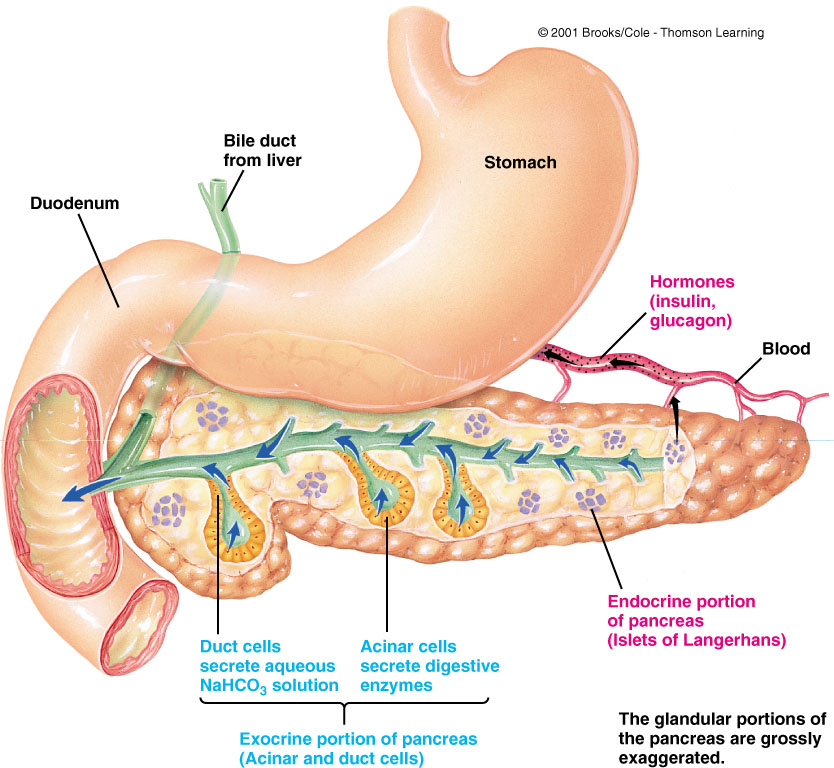 © 2001 Brooks/Cole - Thomson Learning
Bile duct
from liver
Stomach
Duodenum
Hormones
(insulin,
glucagon)
Blood
Endocrine portion
of pancreas
(Islets of Langerhans)
Duct cells
secrete aqueous
NaHCO₃ solution
Acinar cells
secrete digestive
enzymes
Exocrine portion of pancreas
(Acinar and duct cells)
The glandular portions of
the pancreas are grossly
exaggerated.